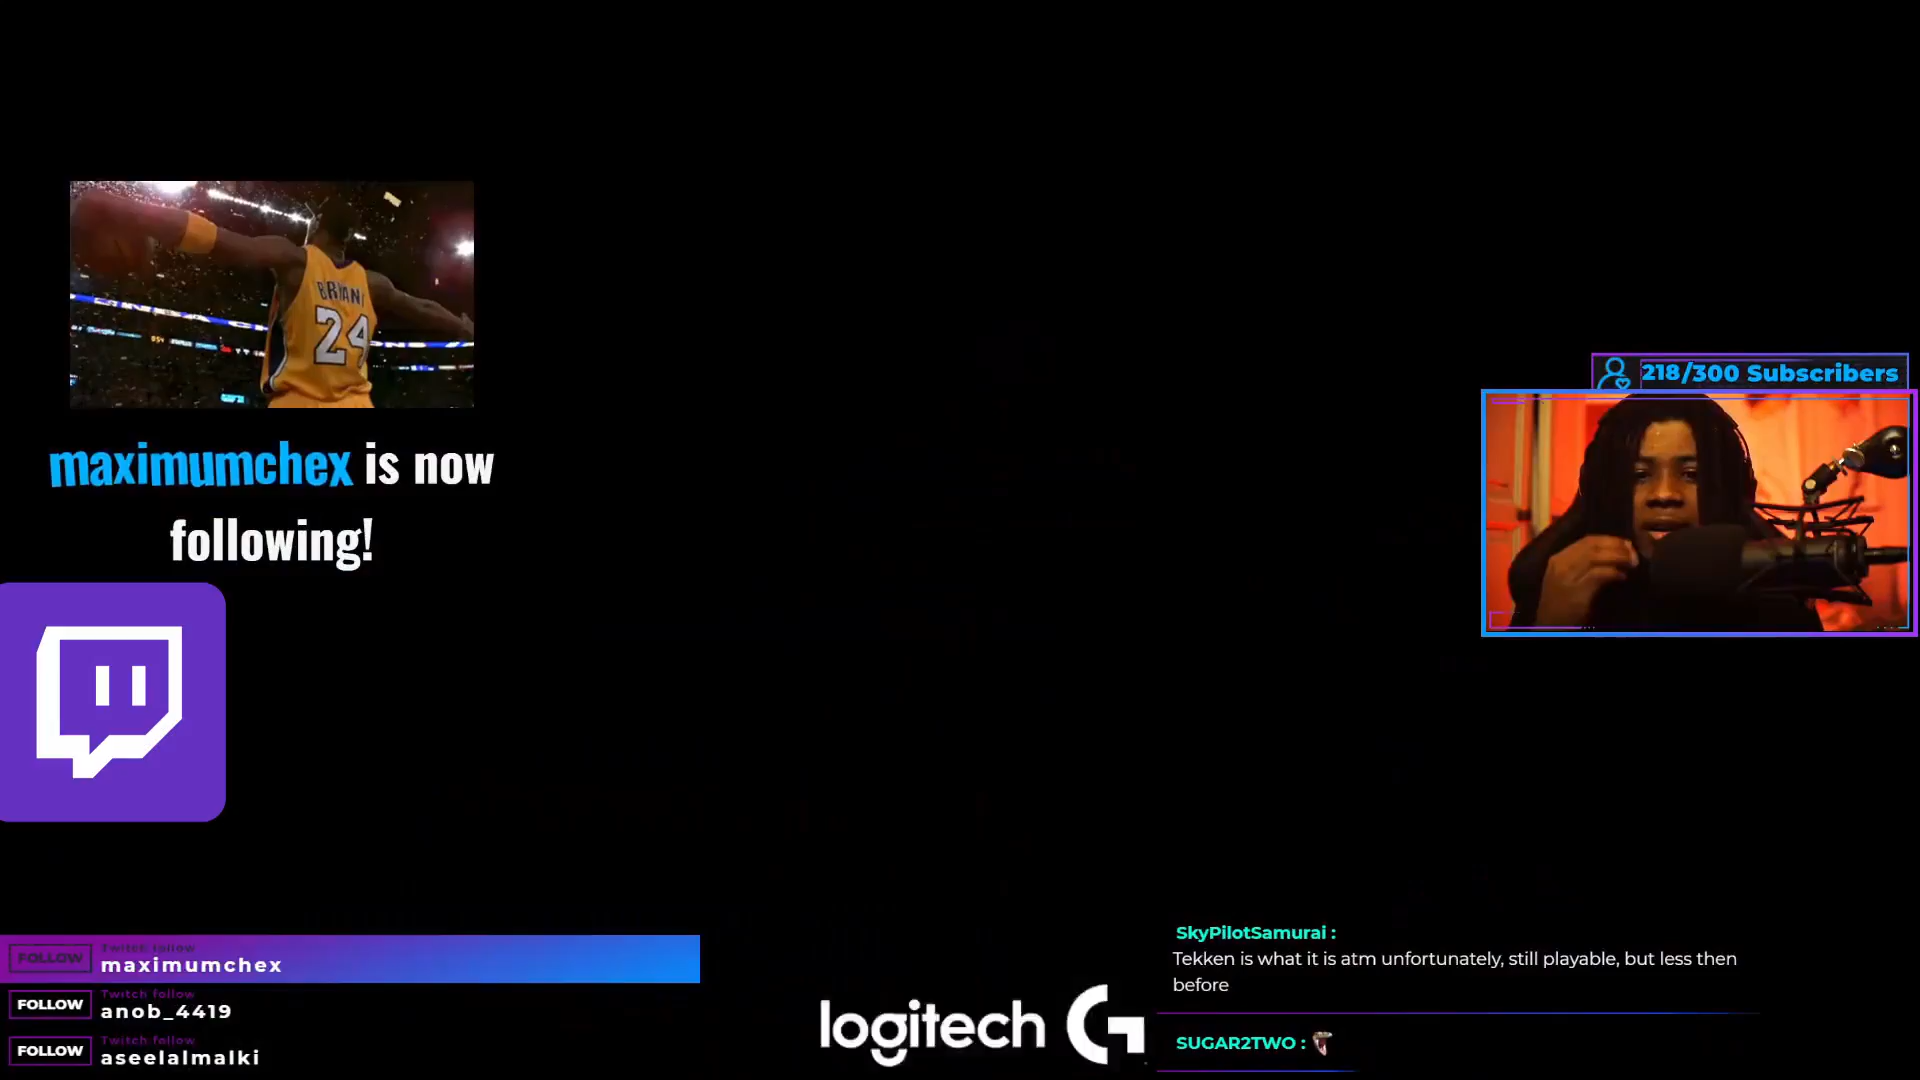 BRYANT
24
maximumchex is now
following!
218/300 Subscribers
FOLLOW
Twitch follow
maximumchex
FOLLOW
Twitch follow
anob_4419
FOLLOW
Twitch follow
aseelalmalki
logitech G
SkyPilotSamurai :
Tekken is what it is atm unfortunately, still playable, but less then
before
SUGAR2TWO :